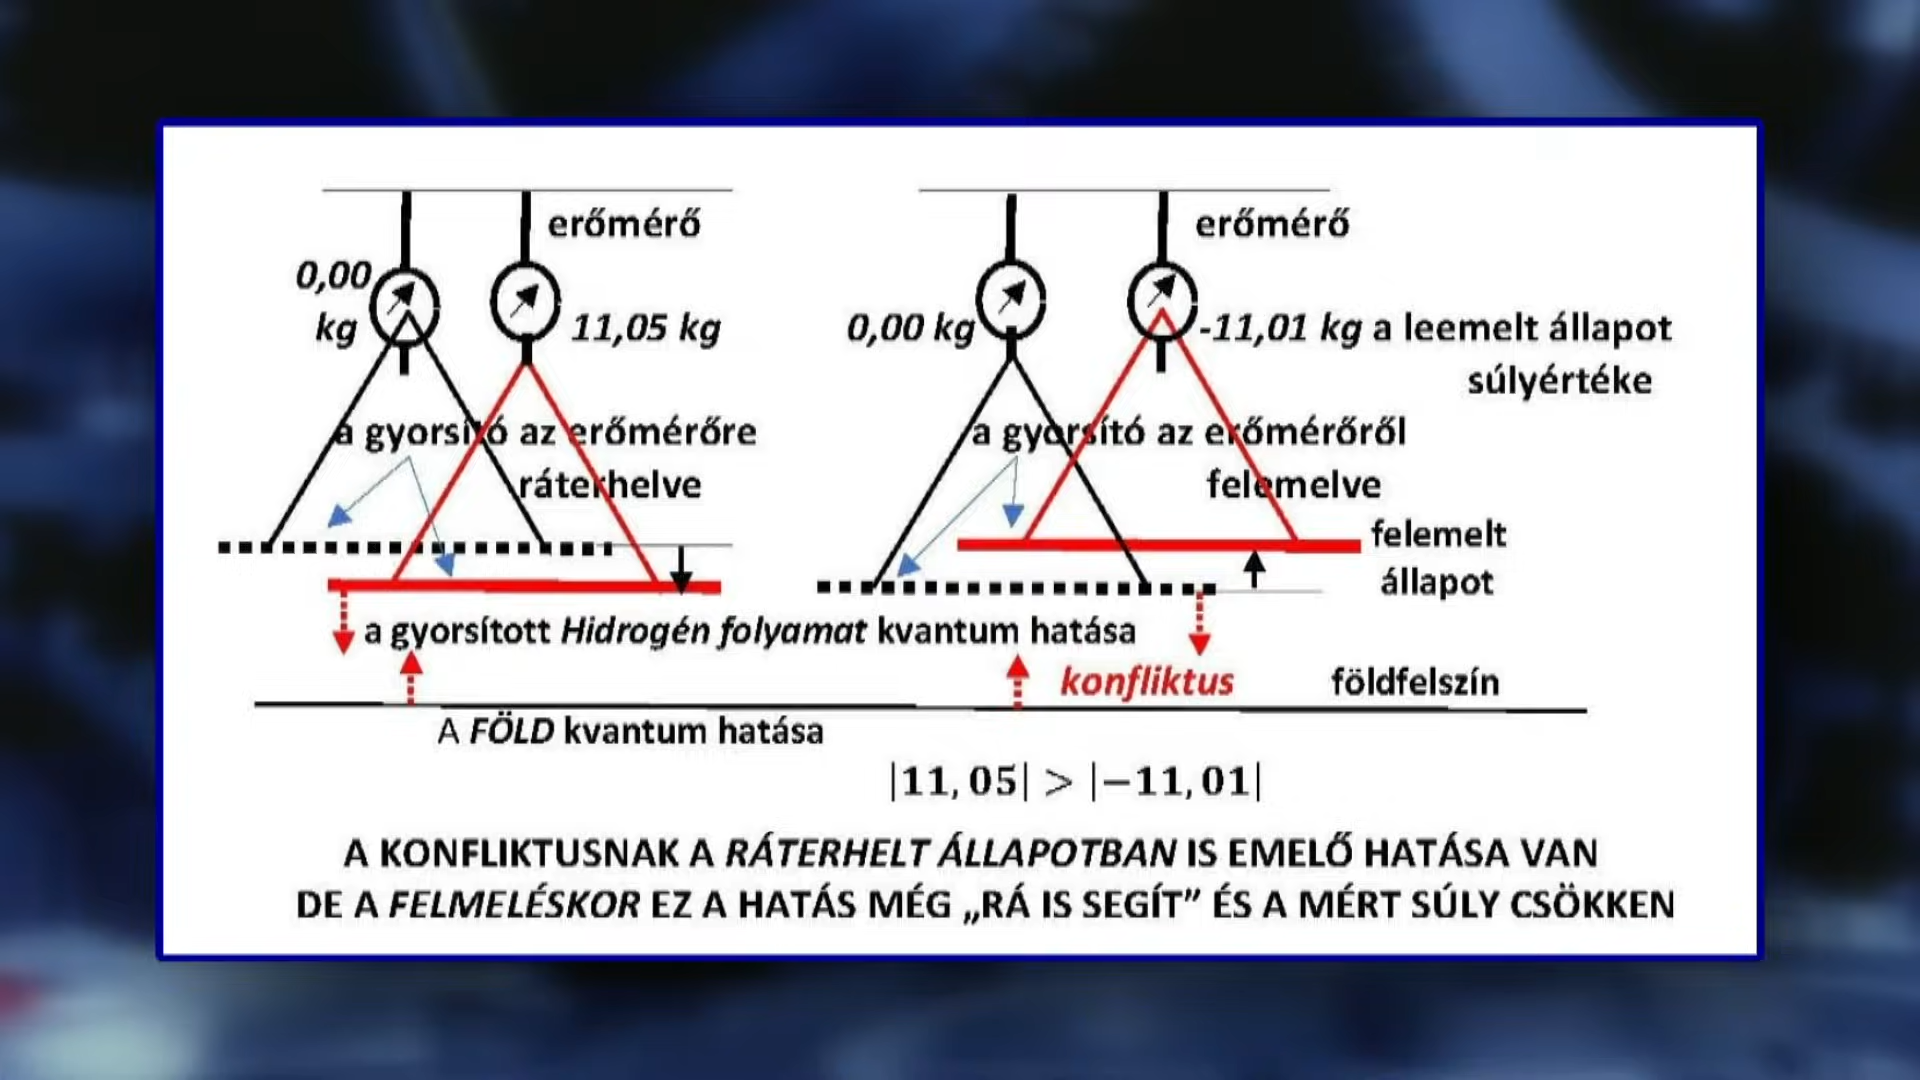 erőmérő
erőmérő
0,00
kg
11,05 kg
0,00 kg
-11,01 kg a leemelt állapot
súlyértéke
a gyorsító az erőmérőre
ráterhelve
a gyorsító az erőmérőről
felemelve
felemelt
állapot
a gyorsított Hidrogén folyamat kvantum hatása
konfliktus
földfelszín
A FÖLD kvantum hatása
|11,05| > |−11,01|
A KONFLIKTUSNAK A RÁTERHELT ÁLLAPOTBAN IS EMELŐ HATÁSA VAN
DE A FELMELÉSKOR EZ A HATÁS MÉG „RÁ IS SEGÍT” ÉS A MÉRT SÚLY CSÖKKEN